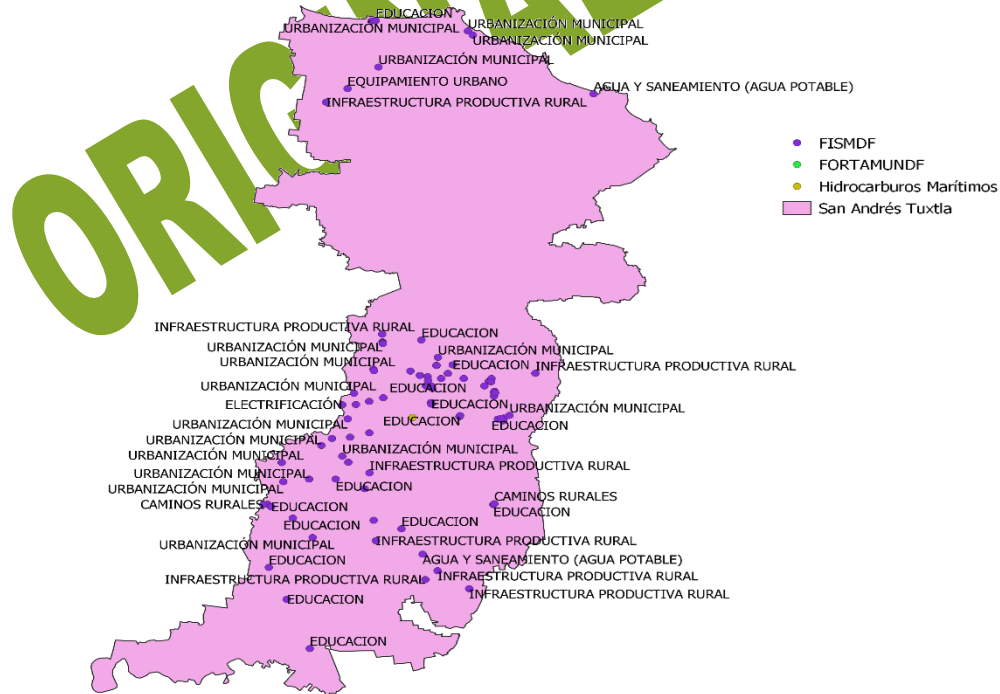 EDUCACION
URBANIZACIÓN MUNICIPAL
URBANIZACIÓN MUNICIPAL
URBANIZACIÓN MUNICIPAL
URBANIZACIÓN MUNICIPAL
EQUIPAMIENTO URBANO
AGUA Y SANEAMIENTO (AGUA POTABLE)
INFRAESTRUCTURA PRODUCTIVA RURAL
FISMDF
FORTAMUNDF
Hidrocarburos Marítimos
San Andrés Tuxtla
INFRAESTRUCTURA PRODUCTIVA RURAL
EDUCACION
URBANIZACIÓN MUNICIPAL
URBANIZACIÓN MUNICIPAL
URBANIZACIÓN MUNICIPAL
EDUCACION
INFRAESTRUCTURA PRODUCTIVA RURAL
URBANIZACIÓN MUNICIPAL
EDUCACION
ELECTRIFICACIÓN
EDUCACION
URBANIZACIÓN MUNICIPAL
URBANIZACIÓN MUNICIPAL
EDUCACION
EDUCACION
URBANIZACIÓN MUNICIPAL
URBANIZACIÓN MUNICIPAL
URBANIZACIÓN MUNICIPAL
INFRAESTRUCTURA PRODUCTIVA RURAL
URBANIZACIÓN MUNICIPAL
EDUCACION
URBANIZACIÓN MUNICIPAL
CAMINOS RURALES
CAMINOS RURALES
EDUCACION
EDUCACION
EDUCACION
EDUCACION
URBANIZACIÓN MUNICIPAL
INFRAESTRUCTURA PRODUCTIVA RURAL
EDUCACION
AGUA Y SANEAMIENTO (AGUA POTABLE)
INFRAESTRUCTURA PRODUCTIVA RURAL
INFRAESTRUCTURA PRODUCTIVA RURAL
INFRAESTRUCTURA PRODUCTIVA RURAL
EDUCACION
EDUCACION